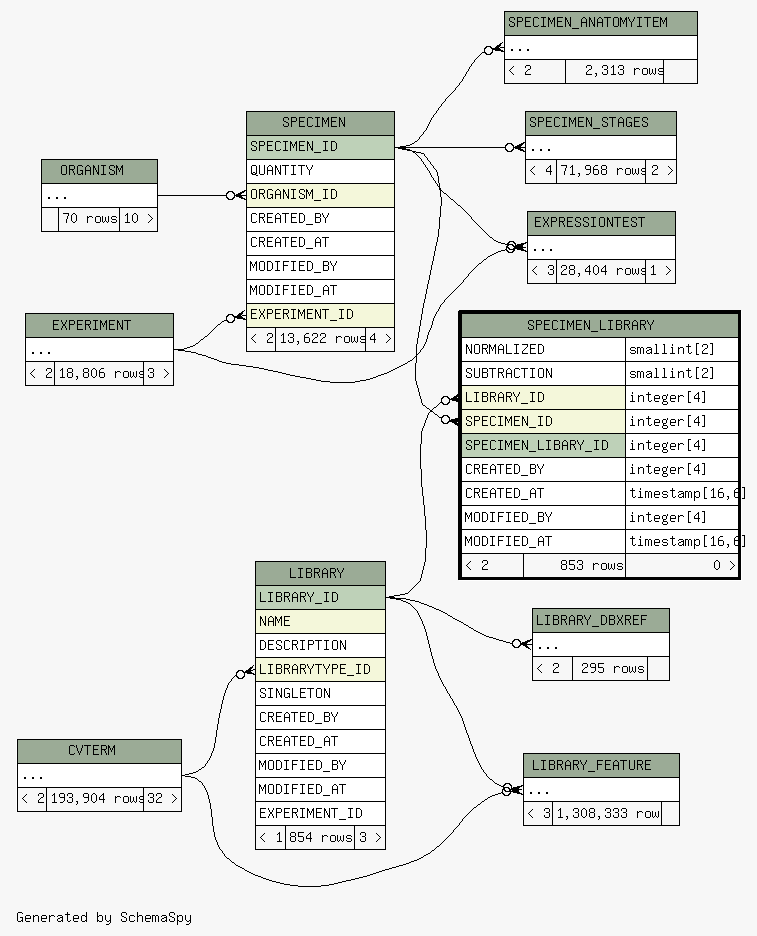 SPECIMEN_ANATOMYITEM
...
< 2 2,313 rows
SPECIMEN
SPECIMEN_ID
QUANTITY
ORGANISM_ID
CREATED_BY
CREATED_AT
MODIFIED_BY
MODIFIED_AT
EXPERIMENT_ID
< 2 13,622 rows 4 >
SPECIMEN_STAGES
...
< 4 71,968 rows 2 >
ORGANISM
...
70 rows 10 >
EXPRESSIONTEST
...
< 3 28,404 rows 1 >
EXPERIMENT
...
< 2 18,806 rows 3 >
SPECIMEN_LIBRARY
NORMALIZED smallint[2]
SUBTRACTION smallint[2]
LIBRARY_ID integer[4]
SPECIMEN_ID integer[4]
SPECIMEN_LIBARY_ID integer[4]
CREATED_BY integer[4]
CREATED_AT timestamp[16,6]
MODIFIED_BY integer[4]
MODIFIED_AT timestamp[16,6]
< 2 853 rows 0 >
LIBRARY
LIBRARY_ID
NAME
DESCRIPTION
LIBRARYTYPE_ID
SINGLETON
CREATED_BY
CREATED_AT
MODIFIED_BY
MODIFIED_AT
EXPERIMENT_ID
< 1 854 rows 3 >
LIBRARY_DBXREF
...
< 2 295 rows
CVTERM
...
< 2 193,904 rows 32 >
LIBRARY_FEATURE
...
< 3 1,308,333 row
Generated by SchemaSpy